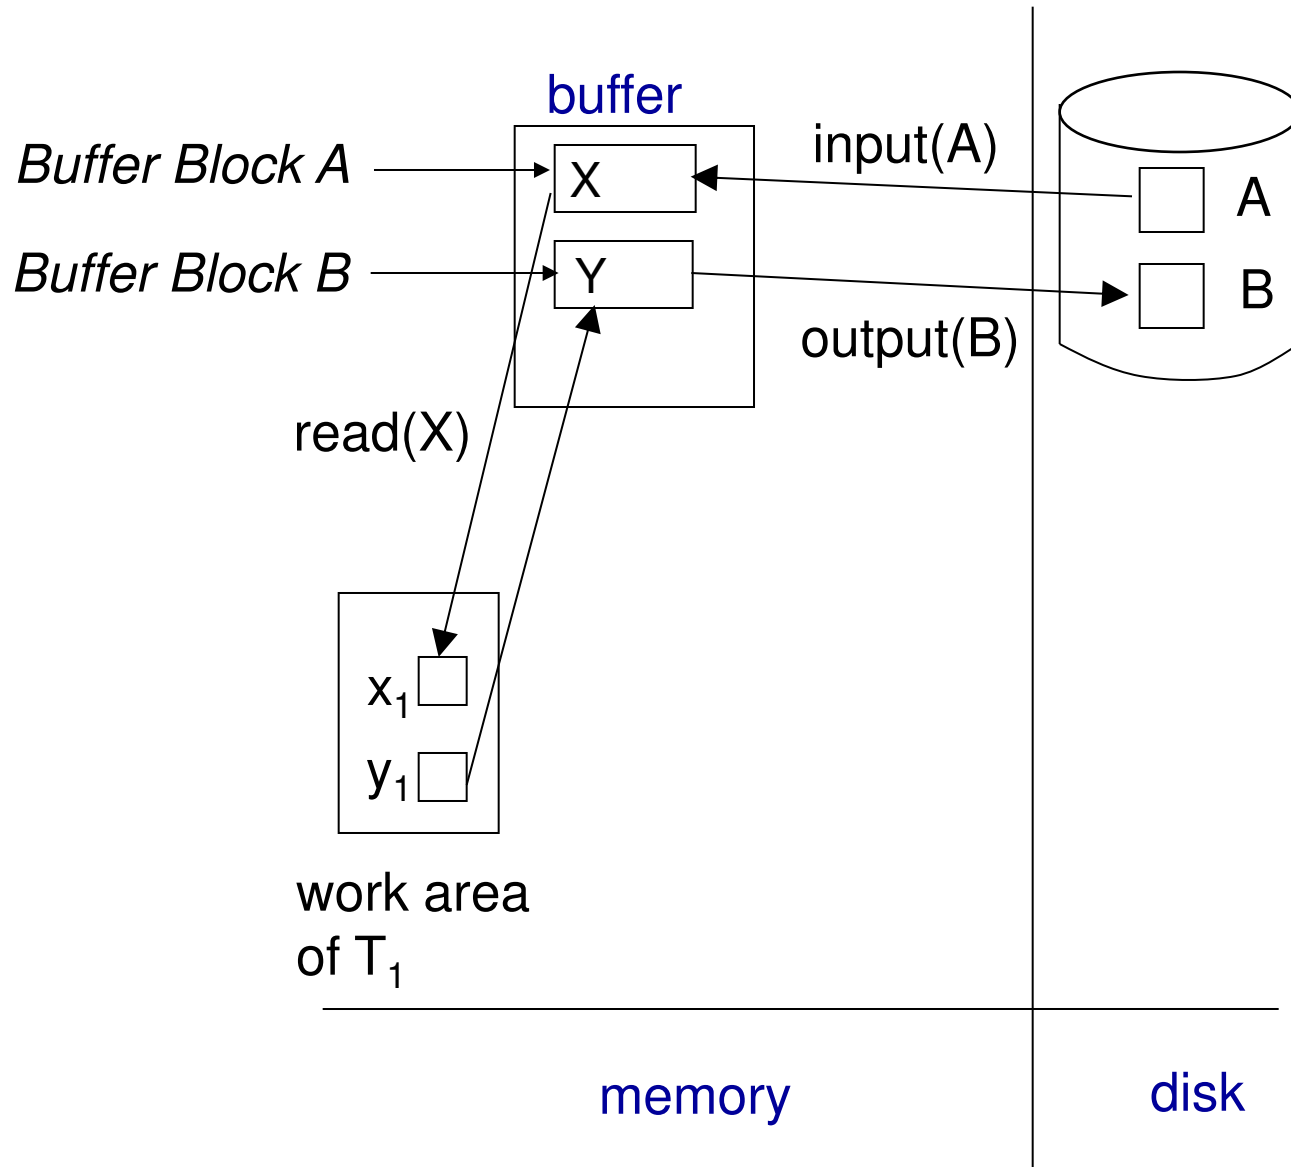 buffer
Buffer Block A
X
input(A)
A
Buffer Block B
Y
B
output(B)
read(X)
x₁
y₁
work area
of T₁
memory
disk